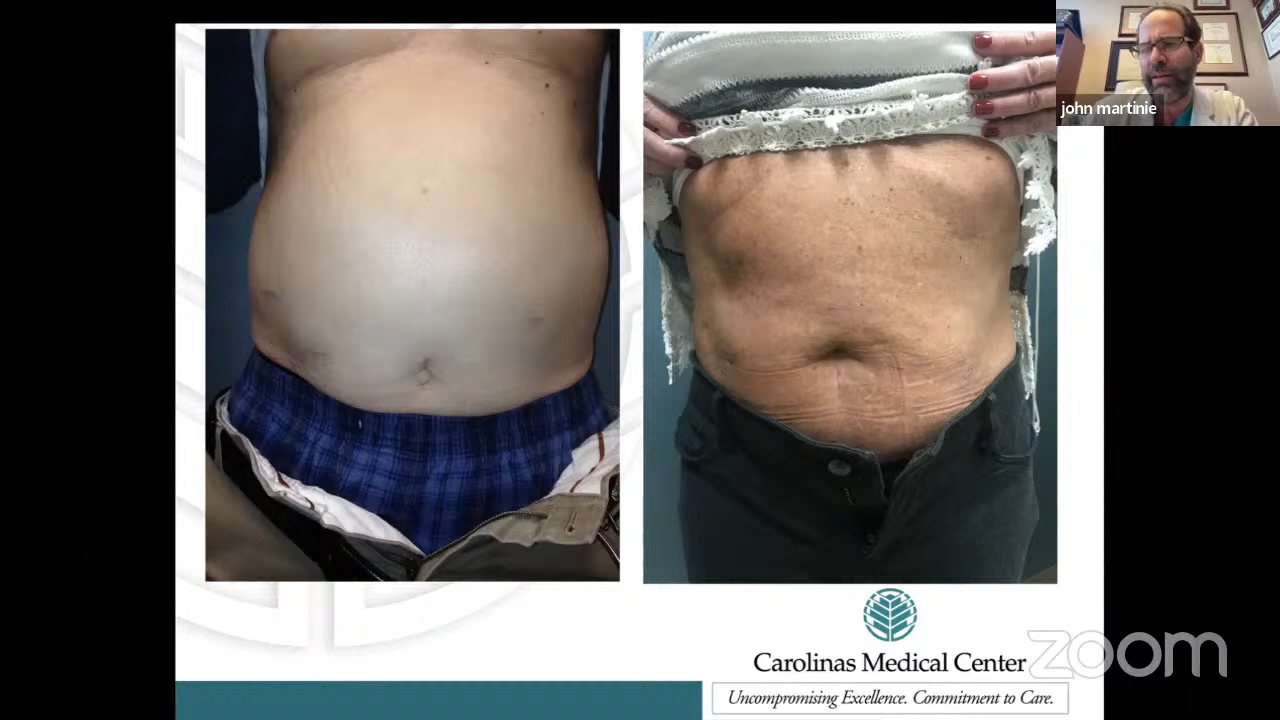 john martinie
Carolinas Medical Center
zoom
Uncompromising Excellence. Commitment to Care.